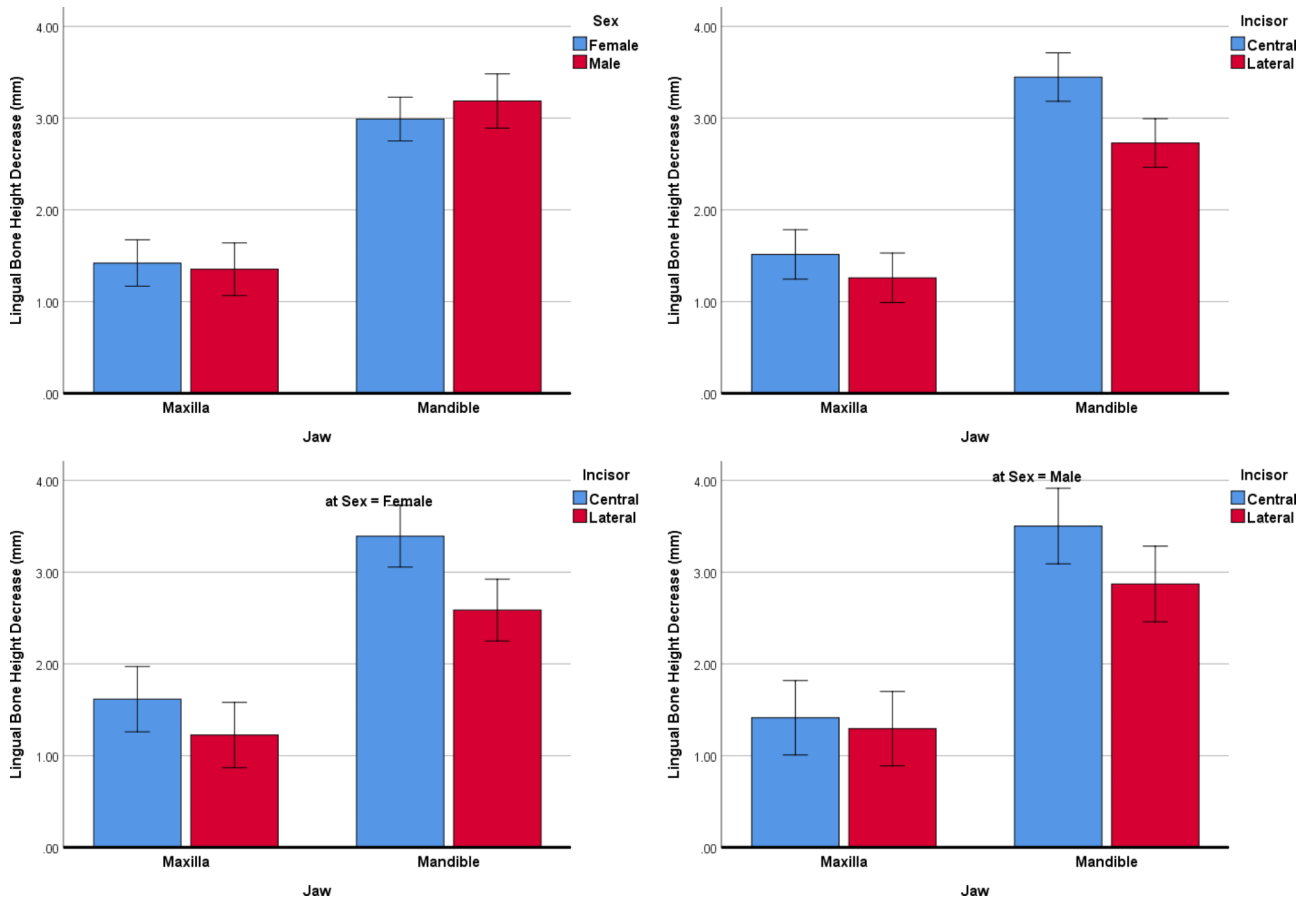 Sex
Female
Male
4.00
3.00
2.00
1.00
.00
Lingual Bone Height Decrease (mm)
Maxilla
Mandible
Jaw
Incisor
Central
Lateral
4.00
3.00
2.00
1.00
.00
Lingual Bone Height Decrease (mm)
Maxilla
Mandible
Jaw
Incisor
Central
Lateral
at Sex = Female
4.00
3.00
2.00
1.00
.00
Lingual Bone Height Decrease (mm)
Maxilla
Mandible
Jaw
Incisor
Central
Lateral
at Sex = Male
4.00
3.00
2.00
1.00
.00
Lingual Bone Height Decrease (mm)
Maxilla
Mandible
Jaw